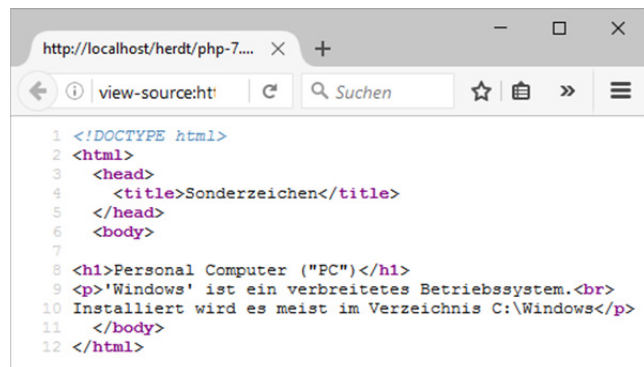 http://localhost/herdt/php-7....
view-source:ht
Suchen
1 <!DOCTYPE html>
2 <html>
3   <head>
4     <title>Sonderzeichen</title>
5   </head>
6   <body>
7
8 <h1>Personal Computer ("PC")</h1>
9 <p>'Windows' ist ein verbreitetes Betriebssystem.<br>
10 Installiert wird es meist im Verzeichnis C:\Windows</p>
11   </body>
12 </html>